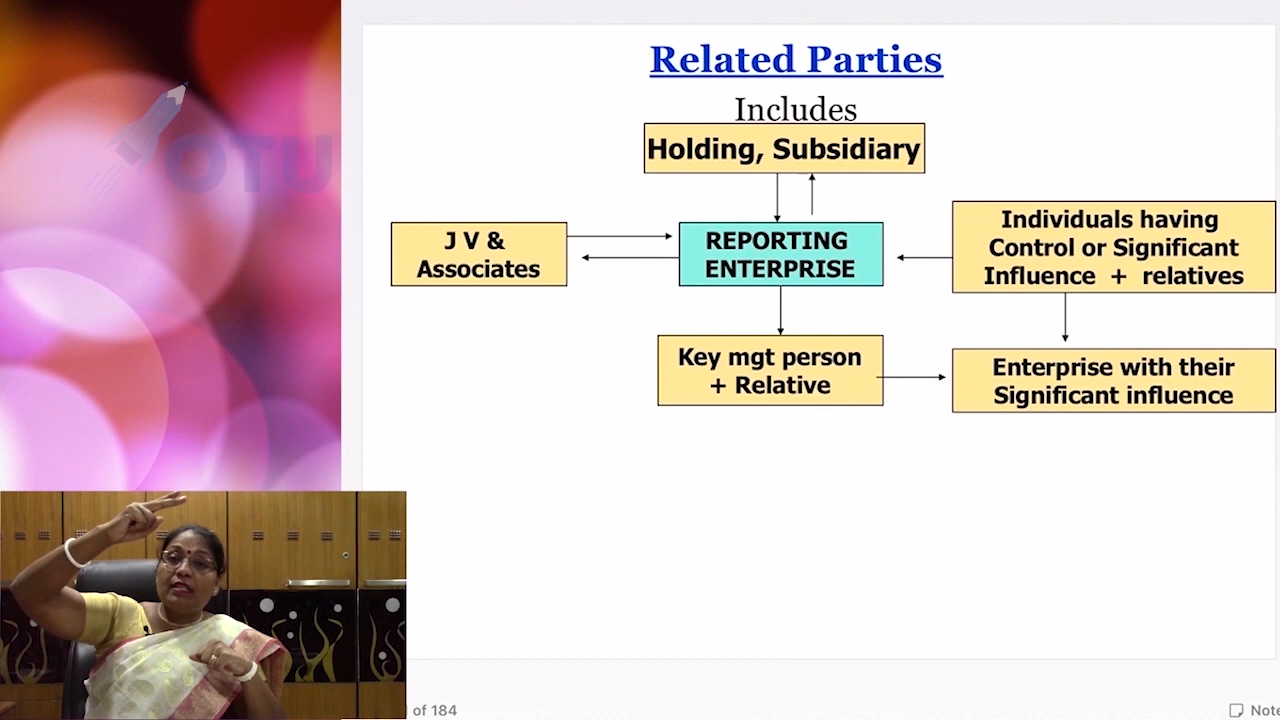 Related Parties
Includes
Holding, Subsidiary
J V &
Associates
REPORTING
ENTERPRISE
Individuals having
Control or Significant
Influence + relatives
Key mgt person
+ Relative
Enterprise with their
Significant influence
OTU
of 184
Note